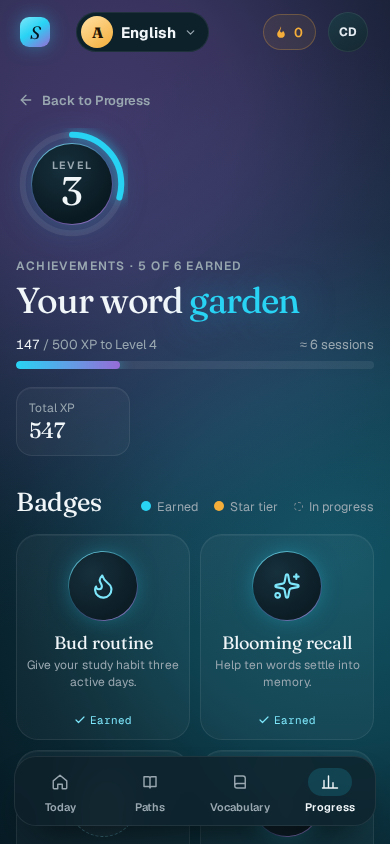 S
A English
0
CD
Back to Progress
LEVEL
3
ACHIEVEMENTS · 5 OF 6 EARNED
Your word garden
147 / 500 XP to Level 4
≈ 6 sessions
Total XP
547
Badges
Earned
Star tier
In progress
Bud routine
Give your study habit three
active days.
Earned
Blooming recall
Help ten words settle into
memory.
Earned
Today
Paths
Vocabulary
Progress